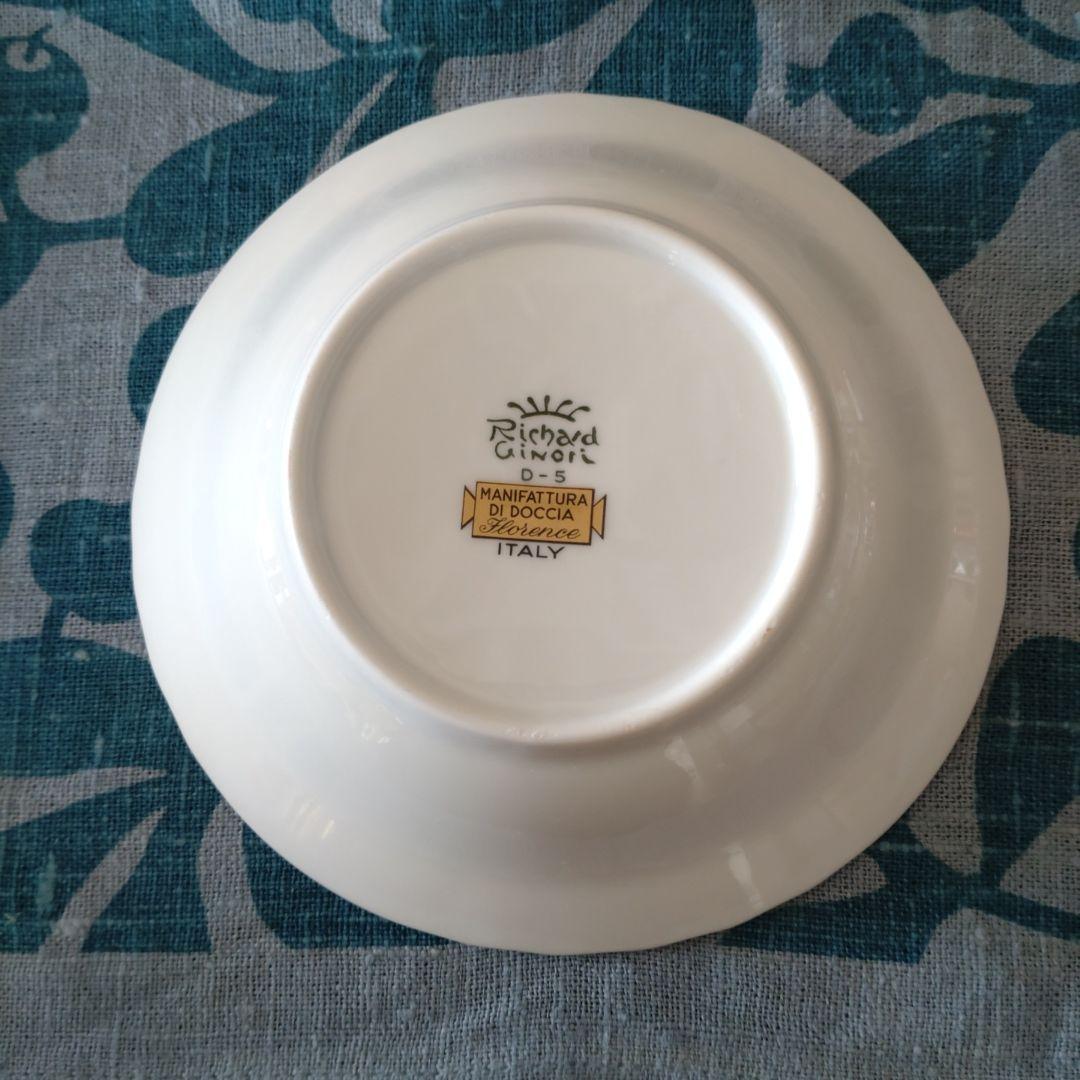 Richard
Ginori
D-5
MANIFATTURA
DI DOCCIA
Florence
ITALY